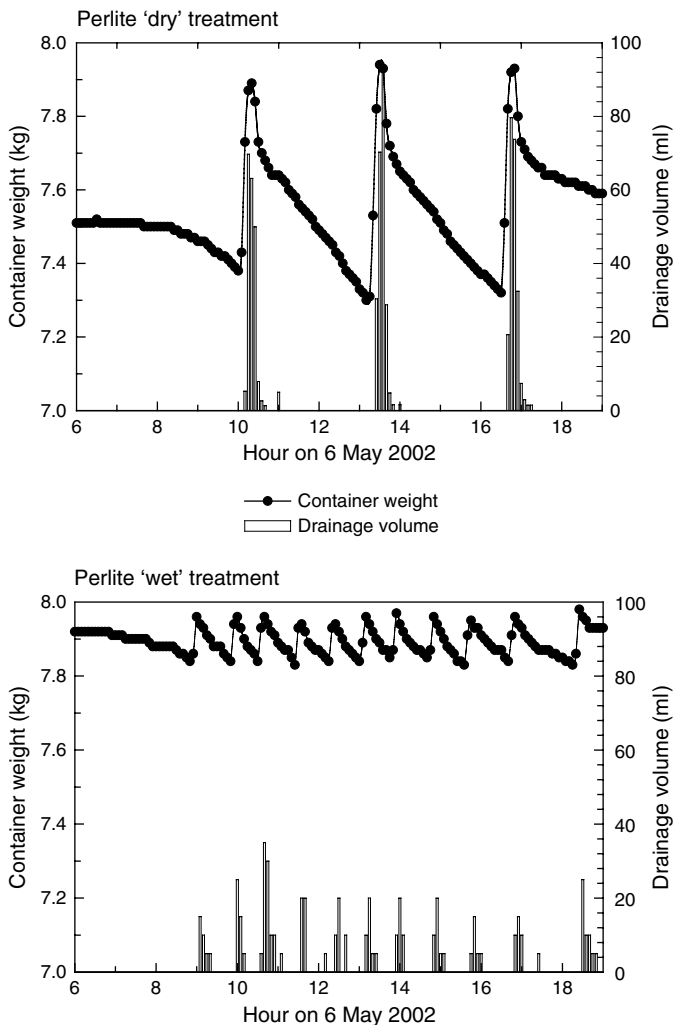 Perlite ‘dry’ treatment
8.0
7.8
7.6
7.4
7.2
7.0
Container weight (kg)
100
80
60
40
20
0
Drainage volume (ml)
6 8 10 12 14 16 18
Hour on 6 May 2002
Container weight
Drainage volume
Perlite ‘wet’ treatment
8.0
7.8
7.6
7.4
7.2
7.0
Container weight (kg)
100
80
60
40
20
0
Drainage volume (ml)
6 8 10 12 14 16 18
Hour on 6 May 2002